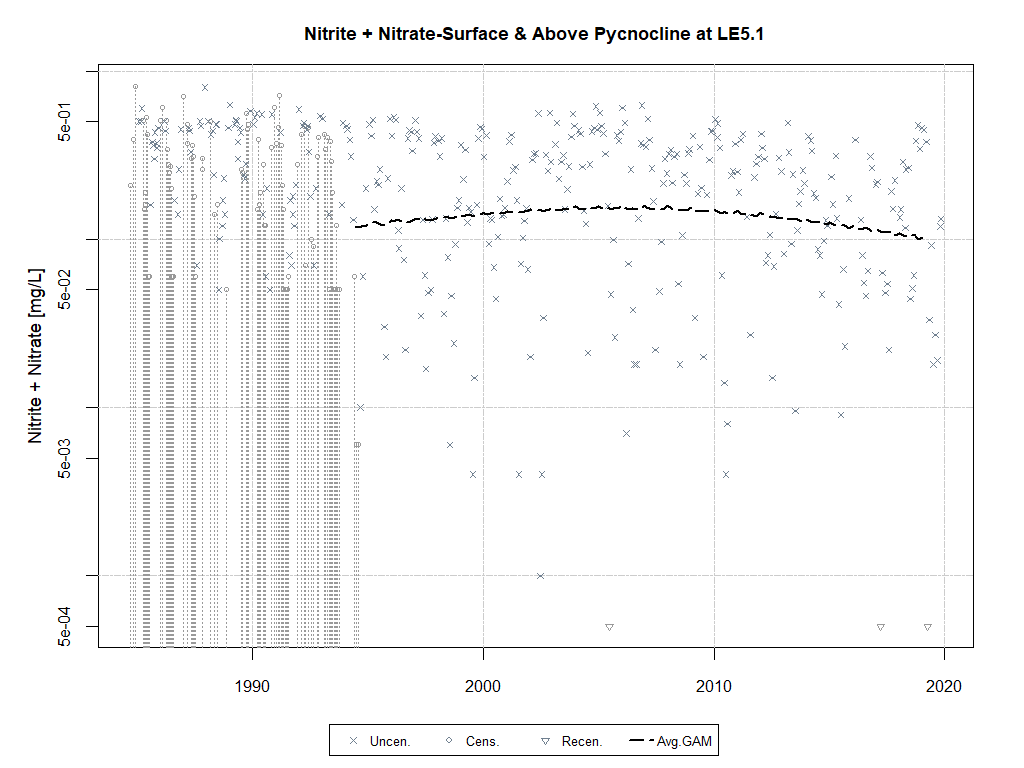 Nitrite + Nitrate-Surface & Above Pycnocline at LE5.1
Nitrite + Nitrate [mg/L]
5e-01
5e-02
5e-03
5e-04
1990 2000 2010 2020
Uncen. Cens. Recen. Avg.GAM